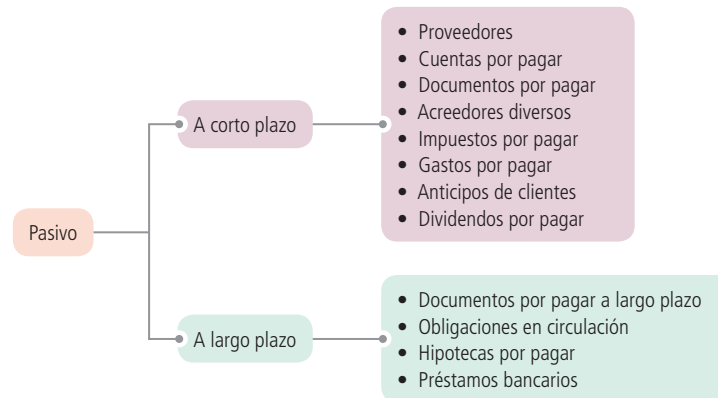 Pasivo
A corto plazo
• Proveedores
• Cuentas por pagar
• Documentos por pagar
• Acreedores diversos
• Impuestos por pagar
• Gastos por pagar
• Anticipos de clientes
• Dividendos por pagar
A largo plazo
• Documentos por pagar a largo plazo
• Obligaciones en circulación
• Hipotecas por pagar
• Préstamos bancarios